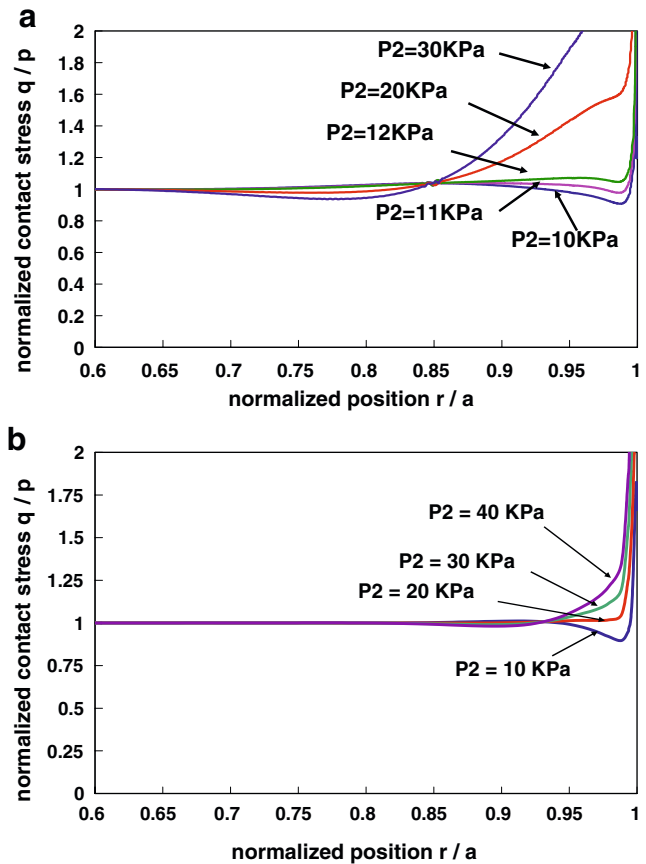 a
normalized contact stress q / p
2
1.8
1.6
1.4
1.2
1
0.8
0.6
0.4
0.2
0
P2=30KPa
P2=20KPa
P2=12KPa
P2=11KPa
P2=10KPa
0.6 0.65 0.7 0.75 0.8 0.85 0.9 0.95 1
normalized position r / a
b
normalized contact stress q / p
2
1.75
1.5
1.25
1
0.75
0.5
0.25
0
P2 = 40 KPa
P2 = 30 KPa
P2 = 20 KPa
P2 = 10 KPa
0.6 0.65 0.7 0.75 0.8 0.85 0.9 0.95 1
normalized position r / a